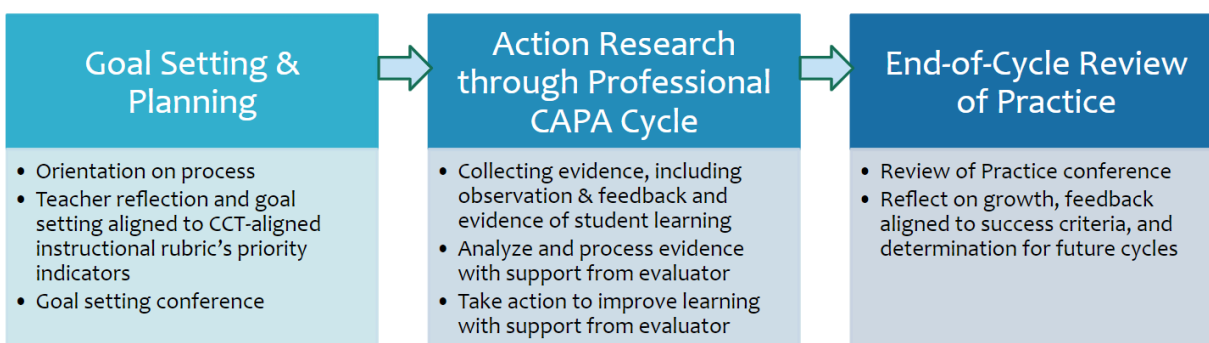 Goal Setting &
Planning
• Orientation on process
• Teacher reflection and goal
setting aligned to CCT-aligned
instructional rubric's priority
indicators
• Goal setting conference
Action Research
through Professional
CAPA Cycle
• Collecting evidence, including
observation & feedback and
evidence of student learning
• Analyze and process evidence
with support from evaluator
• Take action to improve learning
with support from evaluator
End-of-Cycle Review
of Practice
• Review of Practice conference
• Reflect on growth, feedback
aligned to success criteria, and
determination for future cycles